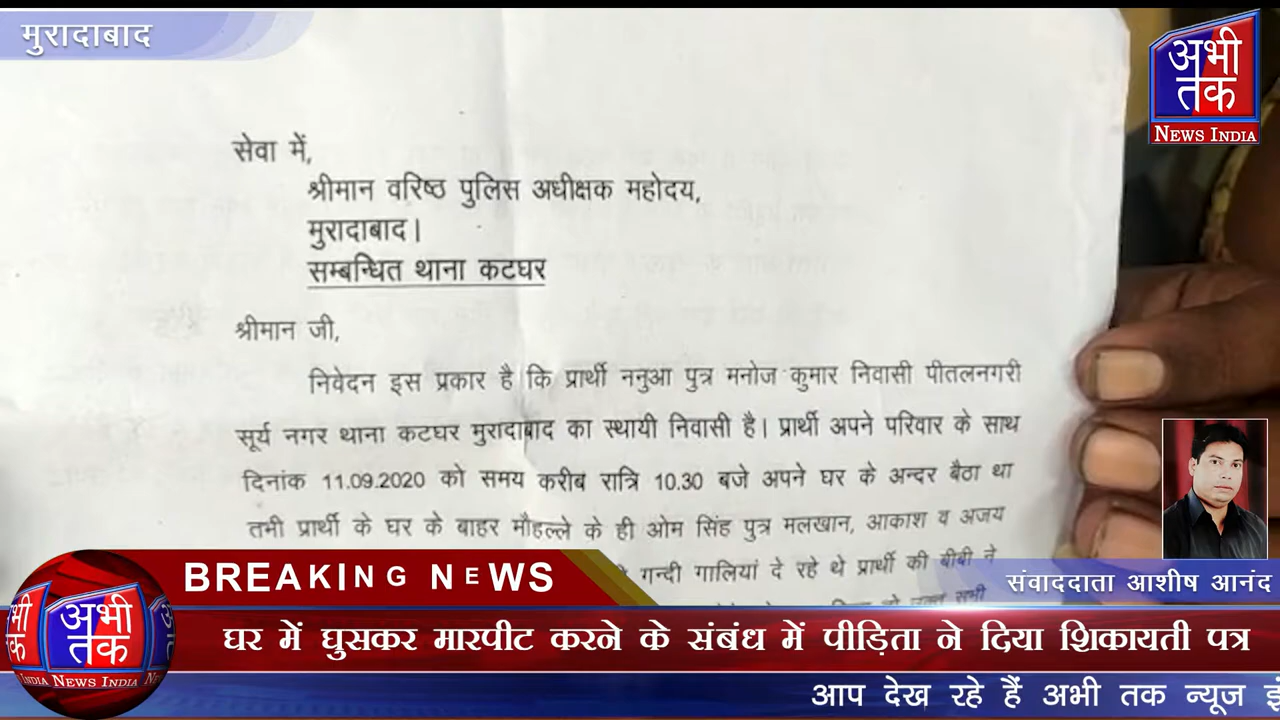 मुरादाबाद
अभी
तक
NEWS INDIA
सेवा में,
श्रीमान वरिष्ठ पुलिस अधीक्षक महोदय,
मुरादाबाद।
सम्बन्धित थाना कटघर
श्रीमान जी,
निवेदन इस प्रकार है कि प्रार्थी ननुआ पुत्र मनोज कुमार निवासी पीतलनगरी
सूर्य नगर थाना कटघर मुरादाबाद का स्थायी निवासी है। प्रार्थी अपने परिवार के साथ
दिनांक 11.09.2020 को समय करीब रात्रि 10.30 बजे अपने घर के अन्दर बैठा था
तभी प्रार्थी के घर के बाहर मौहल्ले के ही ओम सिंह पुत्र मलखान, आकाश व अजय
गन्दी गालियां दे रहे थे प्रार्थी की बीबी ने
BREAKING NEWS
संवाददाता आशीष आनंद
अभी
तक
NEWS INDIA
घर में घुसकर मारपीट करने के संबंध में पीड़िता ने दिया शिकायती पत्र
आप देख रहे हैं अभी तक न्यूज